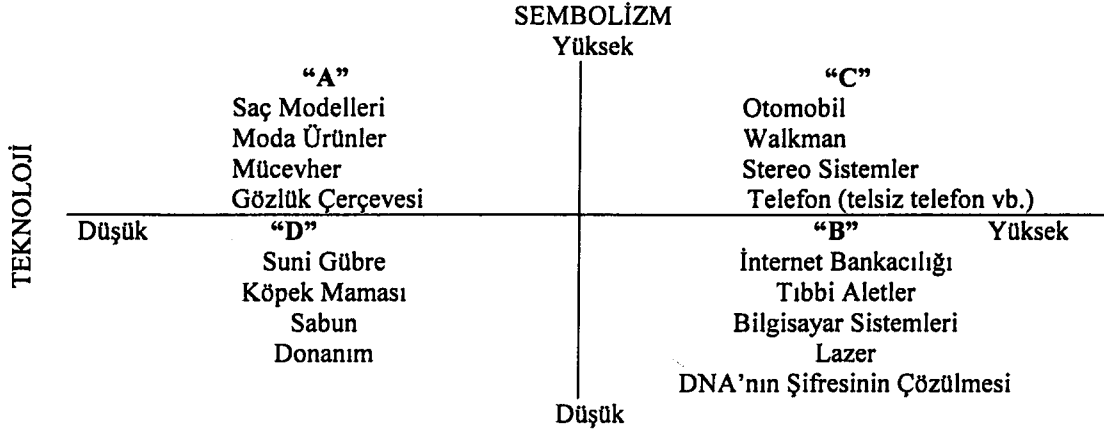 SEMBOLİZM
Yüksek
“A”
Saç Modelleri
Moda Ürünler
Mücevher
Gözlük Çerçevesi
“C”
Otomobil
Walkman
Stereo Sistemler
Telefon (telsiz telefon vb.)
TEKNOLOJİ
Düşük
Yüksek
“D”
Suni Gübre
Köpek Maması
Sabun
Donanım
“B”
İnternet Bankacılığı
Tıbbi Aletler
Bilgisayar Sistemleri
Lazer
DNA’nın Şifresinin Çözülmesi
Düşük